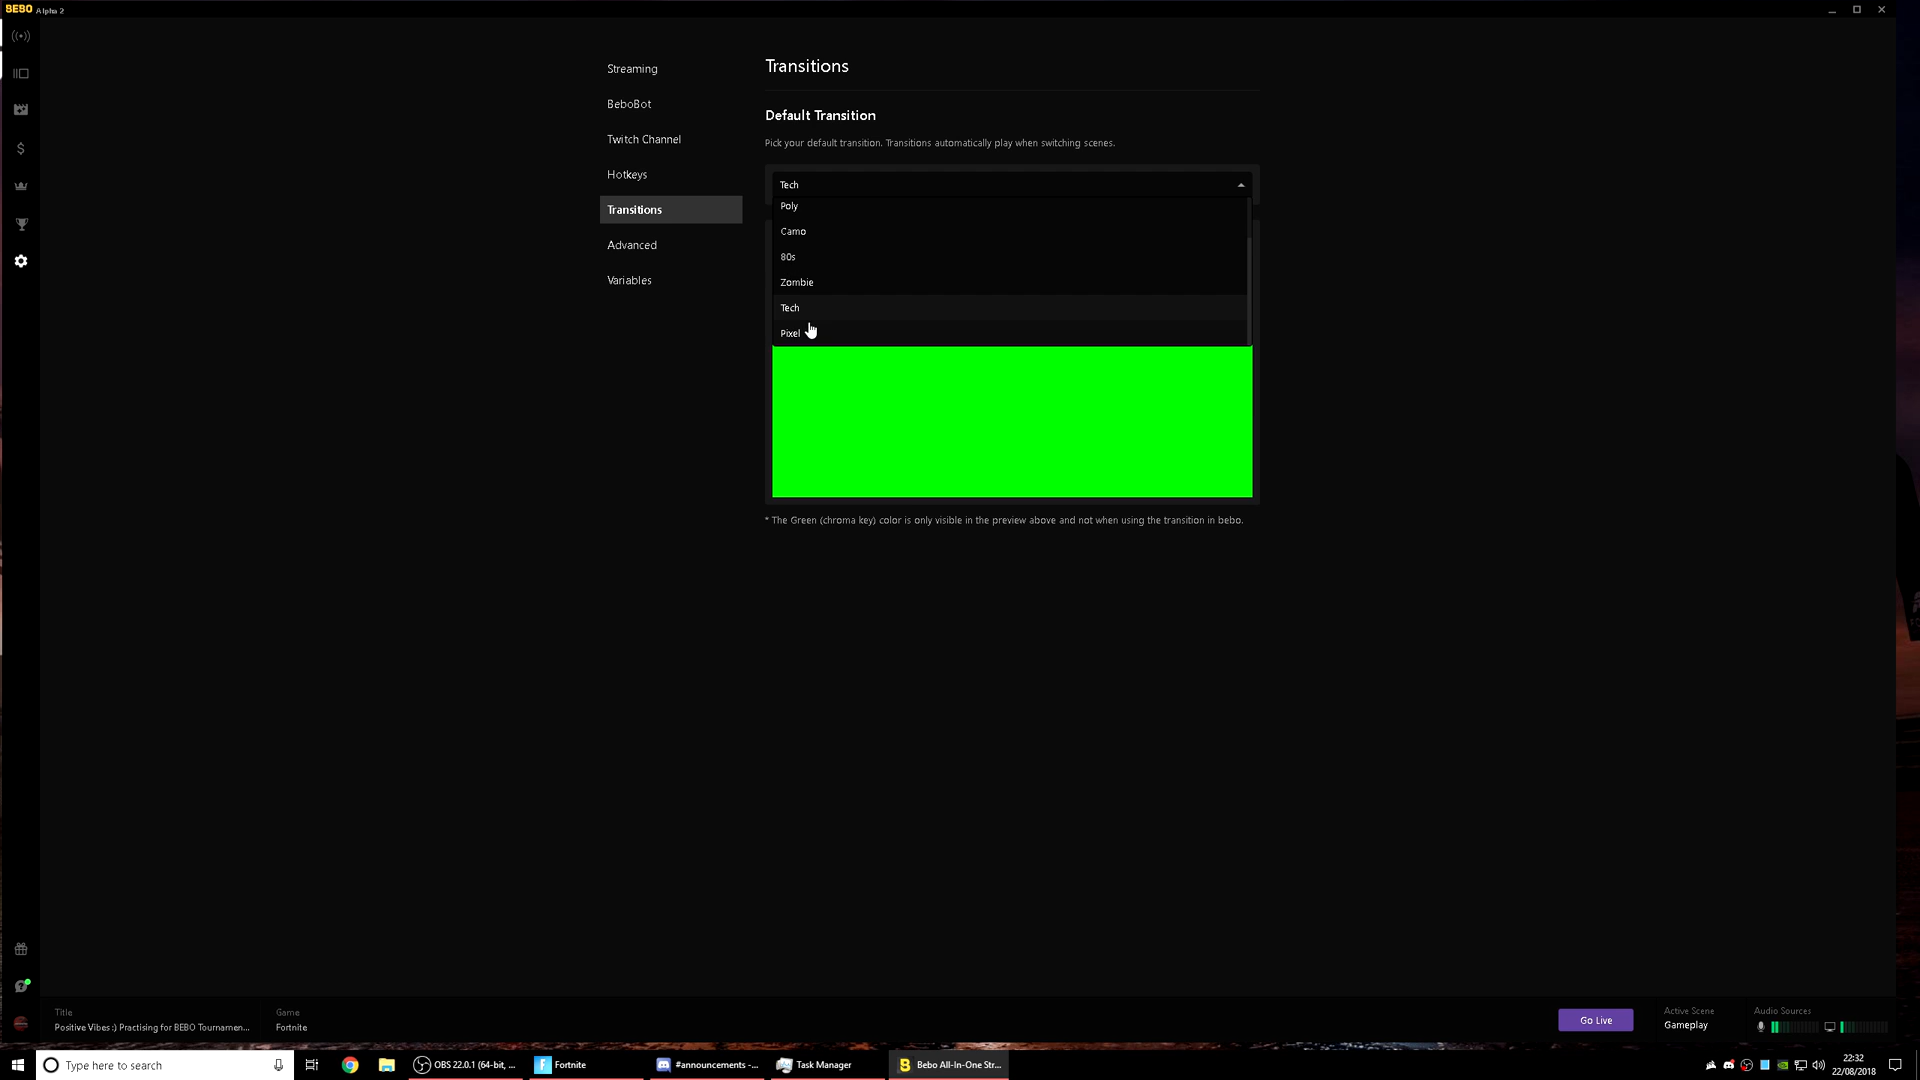 BEBO Alpha 2
Streaming
BeboBot
Twitch Channel
Hotkeys
Transitions
Advanced
Variables
Transitions
Default Transition
Pick your default transition. Transitions automatically play when switching scenes.
Tech
Poly
Camo
80s
Zombie
Tech
Pixel
* The Green (chroma key) color is only visible in the preview above and not when using the transition in bebo.
Title
Positive Vibes :) Practising for BEBO Tournamen...
Game
Fortnite
Go Live
Active Scene
Gameplay
Audio Sources
Type here to search
OBS 22.0.1 (64-bit, ...
Fortnite
#announcements -...
Task Manager
Bebo All-In-One Str...
22:32
22/08/2018